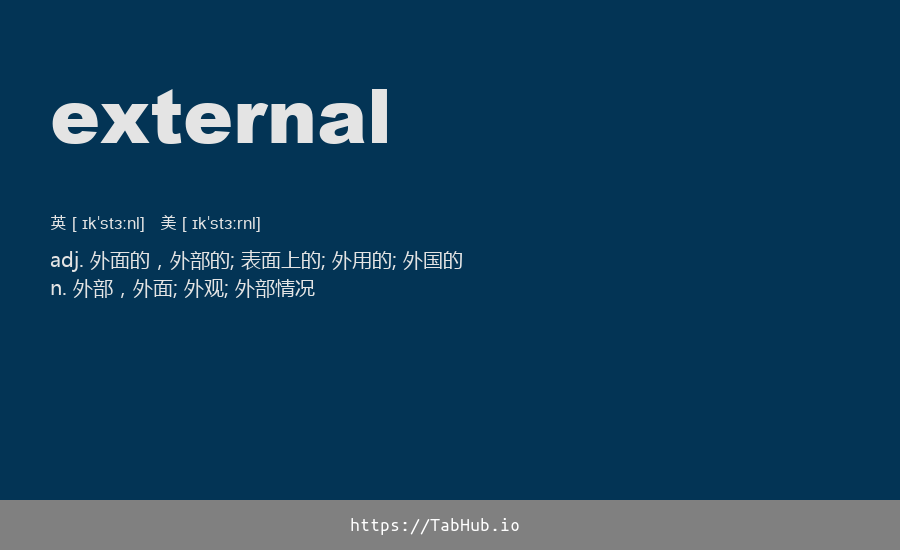 external
英 [ ɪkˈstɜːnl]   美 [ ɪkˈstɜːrnl]
adj. 外面的，外部的; 表面上的; 外用的; 外国的
n. 外部，外面; 外观; 外部情况
https://TabHub.io